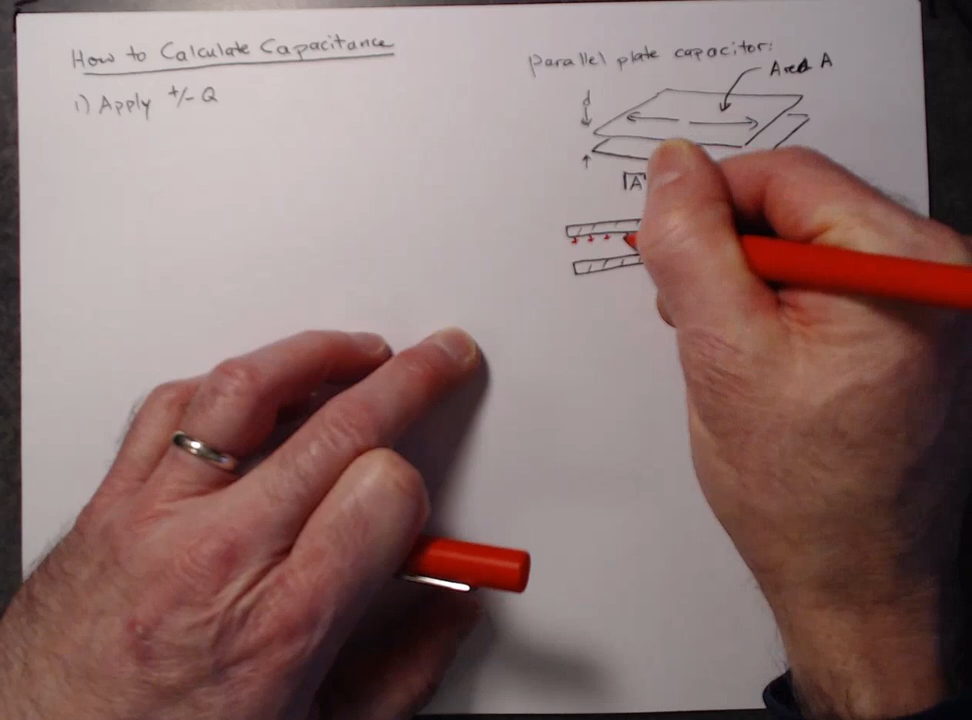 How to Calculate Capacitance
1) Apply +/- Q
Parallel plate capacitor:
Area A
d
A